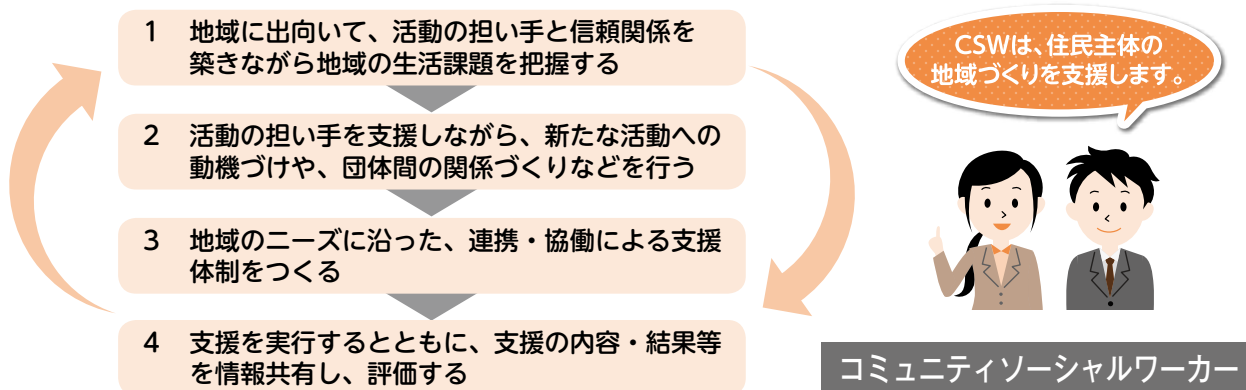 1 地域に出向いて、活動の担い手と信頼関係を
築きながら地域の生活課題を把握する
2 活動の担い手を支援しながら、新たな活動への
動機づけや、団体間の関係づくりなどを行う
3 地域のニーズに沿った、連携・協働による支援
体制をつくる
4 支援を実行するとともに、支援の内容・結果等
を情報共有し、評価する
CSWは、住民主体の
地域づくりを支援します。
コミュニティソーシャルワーカー